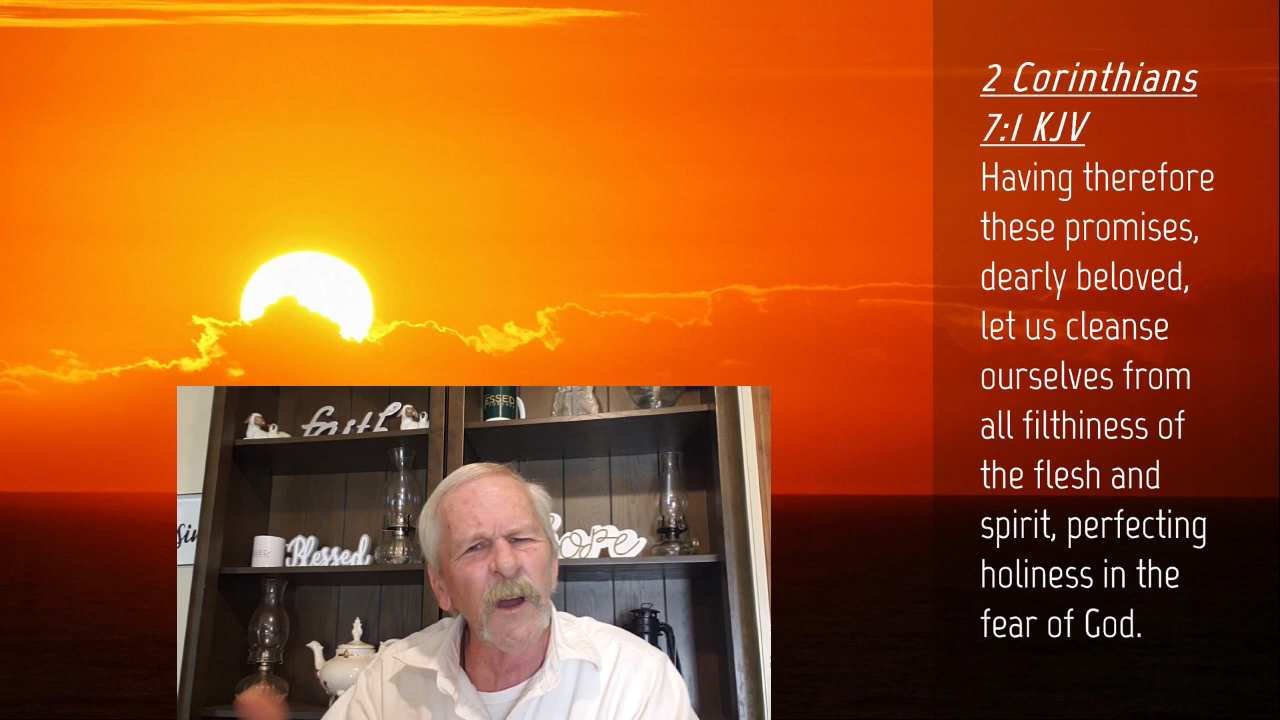 2 Corinthians
7:1 KJV
Having therefore
these promises,
dearly beloved,
let us cleanse
ourselves from
all filthiness of
the flesh and
spirit, perfecting
holiness in the
fear of God.
faith
ESSED
Blessed
hope